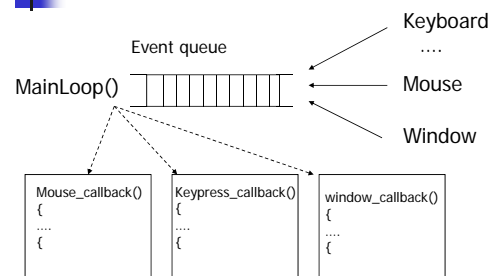 Keyboard
....
Event queue
MainLoop()
Mouse
Window
Mouse_callback()
{
....
{
Keypress_callback()
{
....
{
window_callback()
{
....
{